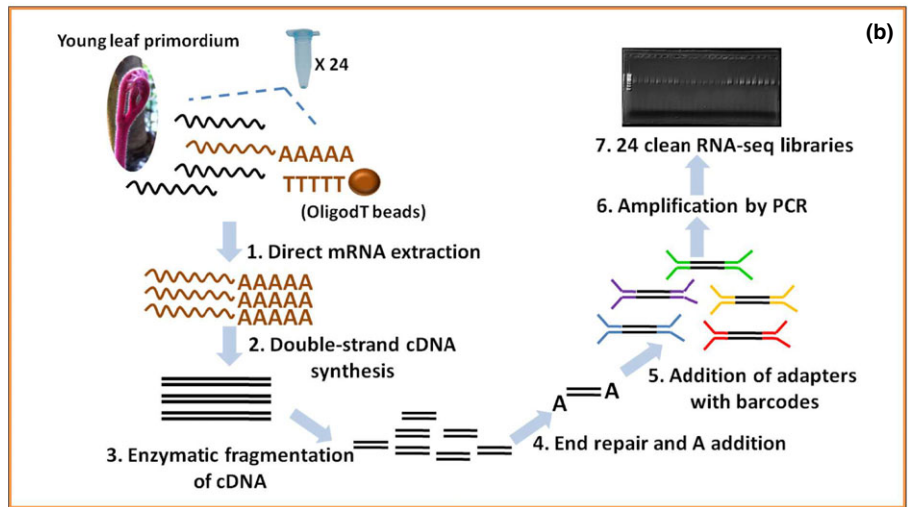 (b)
Young leaf primordium
X 24
AAAAA
TTTTT
(OligodT beads)
1. Direct mRNA extraction
AAAAA
AAAAA
AAAAA
2. Double-strand cDNA
synthesis
3. Enzymatic fragmentation
of cDNA
A A
4. End repair and A addition
5. Addition of adapters
with barcodes
6. Amplification by PCR
7. 24 clean RNA-seq libraries